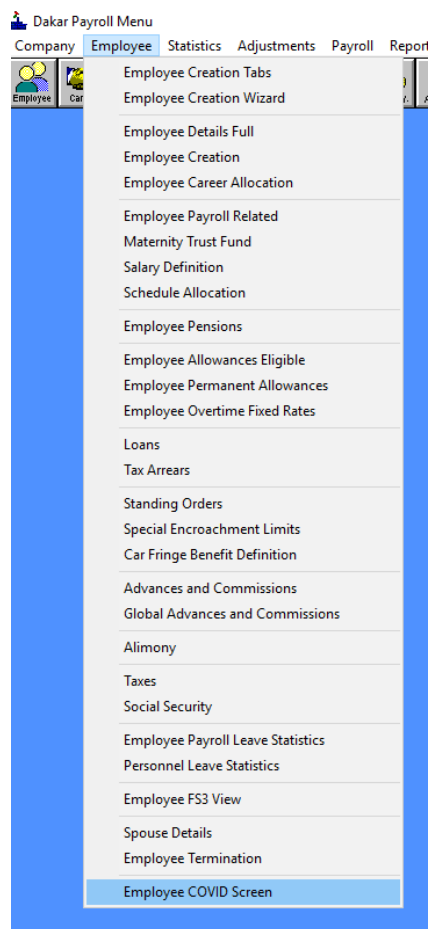 Dakar Payroll Menu
Company Employee Statistics Adjustments Payroll
Employee
Employee Creation Tabs
Employee Creation Wizard
Employee Details Full
Employee Creation
Employee Career Allocation
Employee Payroll Related
Maternity Trust Fund
Salary Definition
Schedule Allocation
Employee Pensions
Employee Allowances Eligible
Employee Permanent Allowances
Employee Overtime Fixed Rates
Loans
Tax Arrears
Standing Orders
Special Encroachment Limits
Car Fringe Benefit Definition
Advances and Commissions
Global Advances and Commissions
Alimony
Taxes
Social Security
Employee Payroll Leave Statistics
Personnel Leave Statistics
Employee FS3 View
Spouse Details
Employee Termination
Employee COVID Screen